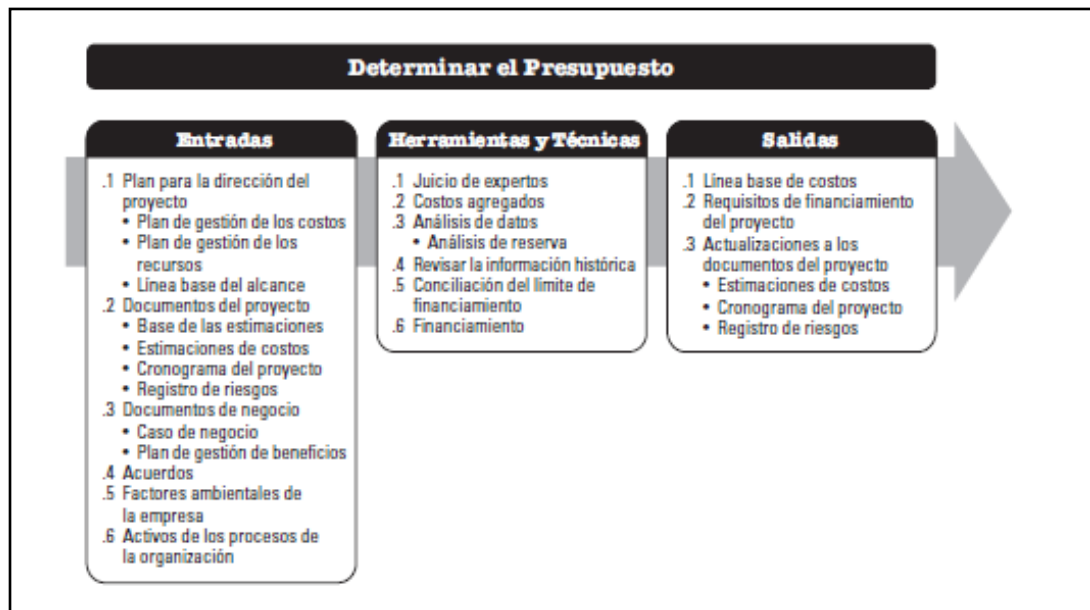 Determinar el Presupuesto
Entradas
.1 Plan para la dirección del
proyecto
• Plan de gestión de los costos
• Plan de gestión de los
recursos
• Línea base del alcance
.2 Documentos del proyecto
• Base de las estimaciones
• Estimaciones de costos
• Cronograma del proyecto
• Registro de riesgos
.3 Documentos de negocio
• Caso de negocio
• Plan de gestión de beneficios
.4 Acuerdos
.5 Factores ambientales de
la empresa
.6 Activos de los procesos de
la organización
Herramientas y Técnicas
.1 Juicio de expertos
.2 Costos agregados
.3 Análisis de datos
• Análisis de reserva
.4 Revisar la información histórica
.5 Conciliación del límite de
financiamiento
.6 Financiamiento
Salidas
.1 Línea base de costos
.2 Requisitos de financiamiento
del proyecto
.3 Actualizaciones a los
documentos del proyecto
• Estimaciones de costos
• Cronograma del proyecto
• Registro de riesgos